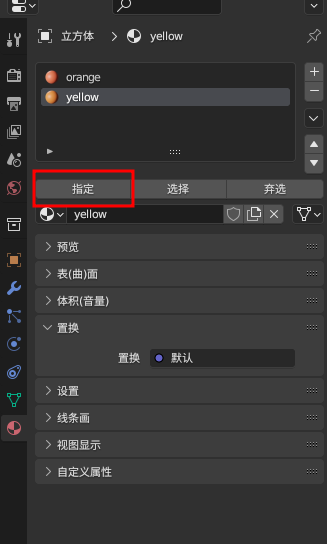 立方体 yellow
orange
yellow
指定 选择 弃选
yellow
预览
表(曲)面
体积(音量)
置换
置换 默认
设置
线条画
视图显示
自定义属性